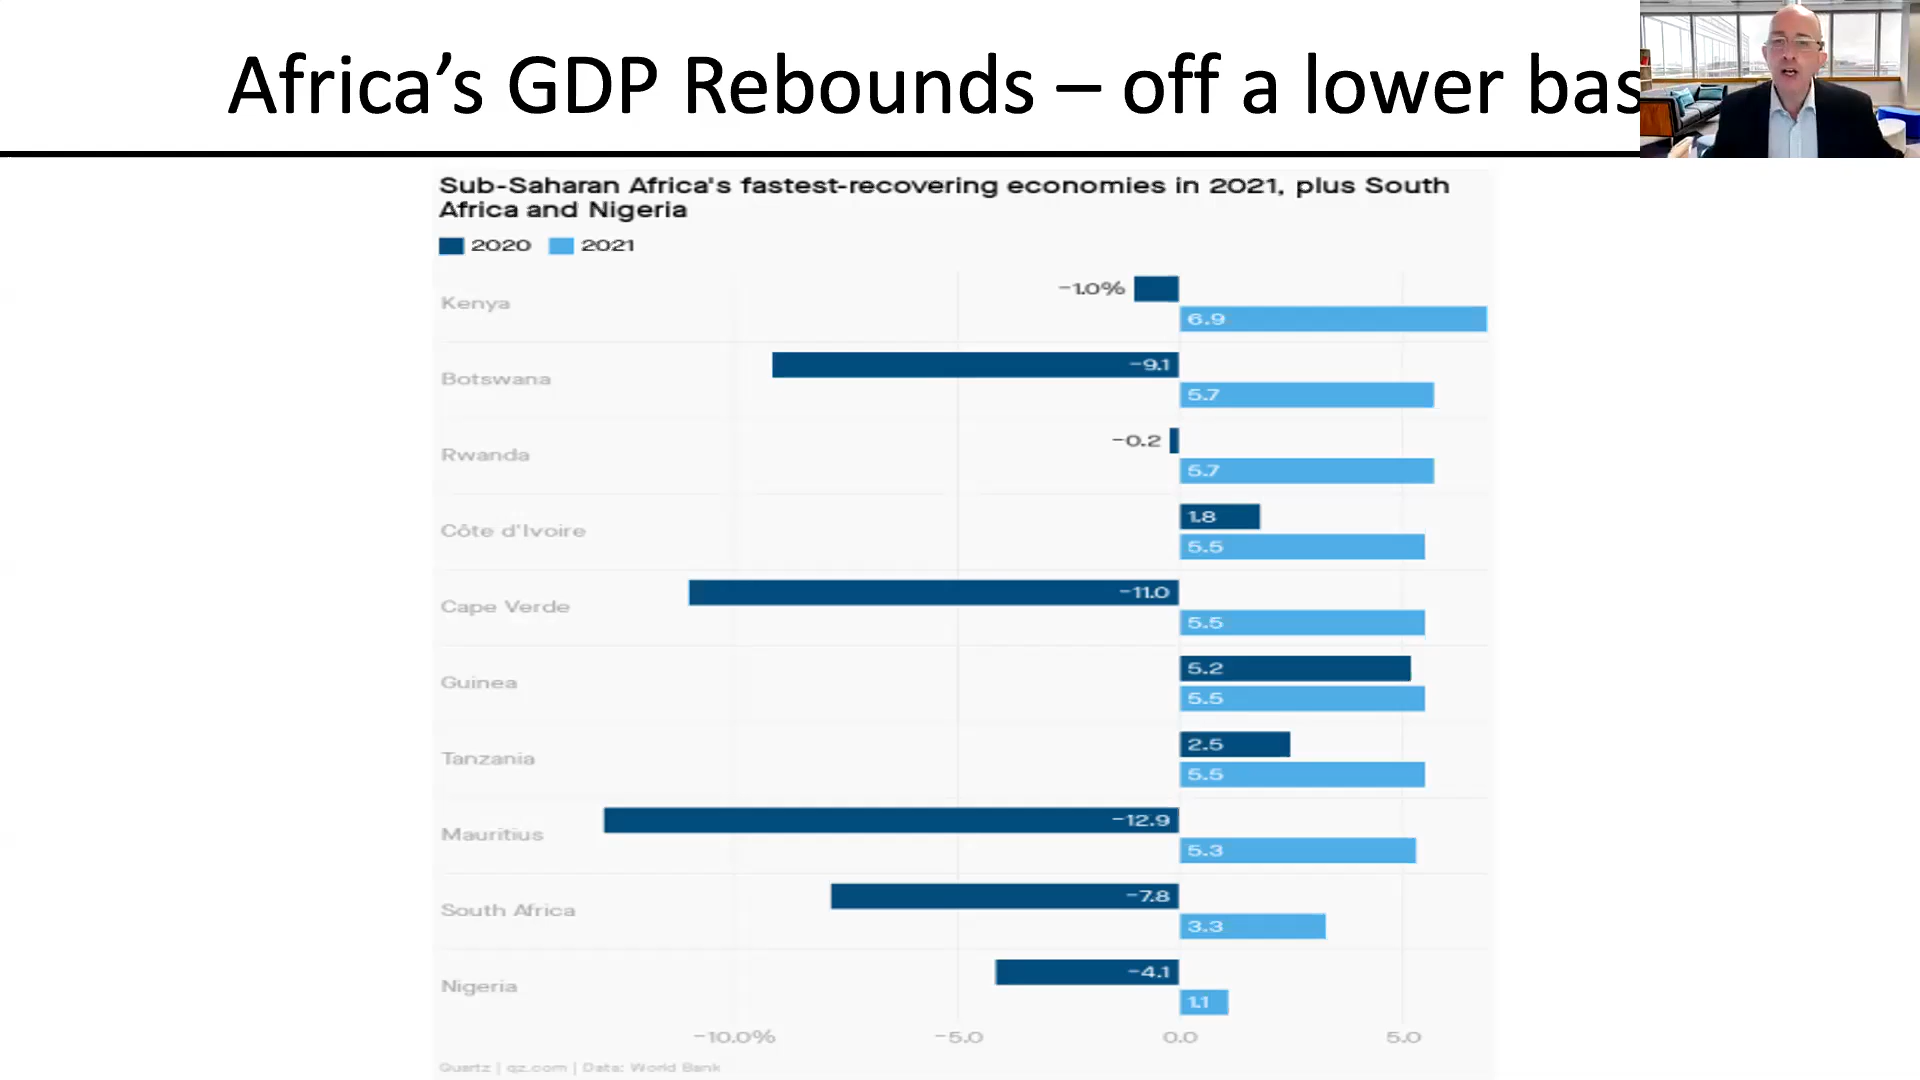 Africa’s GDP Rebounds – off a lower bas
Sub-Saharan Africa's fastest-recovering economies in 2021, plus South
Africa and Nigeria
2020 2021
Kenya
−1.0%
6.9
Botswana
−9.1
5.7
Rwanda
−0.2
5.7
Côte d'Ivoire
1.8
5.5
Cape Verde
−11.0
5.5
Guinea
5.2
5.5
Tanzania
2.5
5.5
Mauritius
−12.9
5.3
South Africa
−7.8
3.3
Nigeria
−4.1
1.1
−10.0% −5.0 0.0 5.0
Quartz | qz.com | Data: World Bank